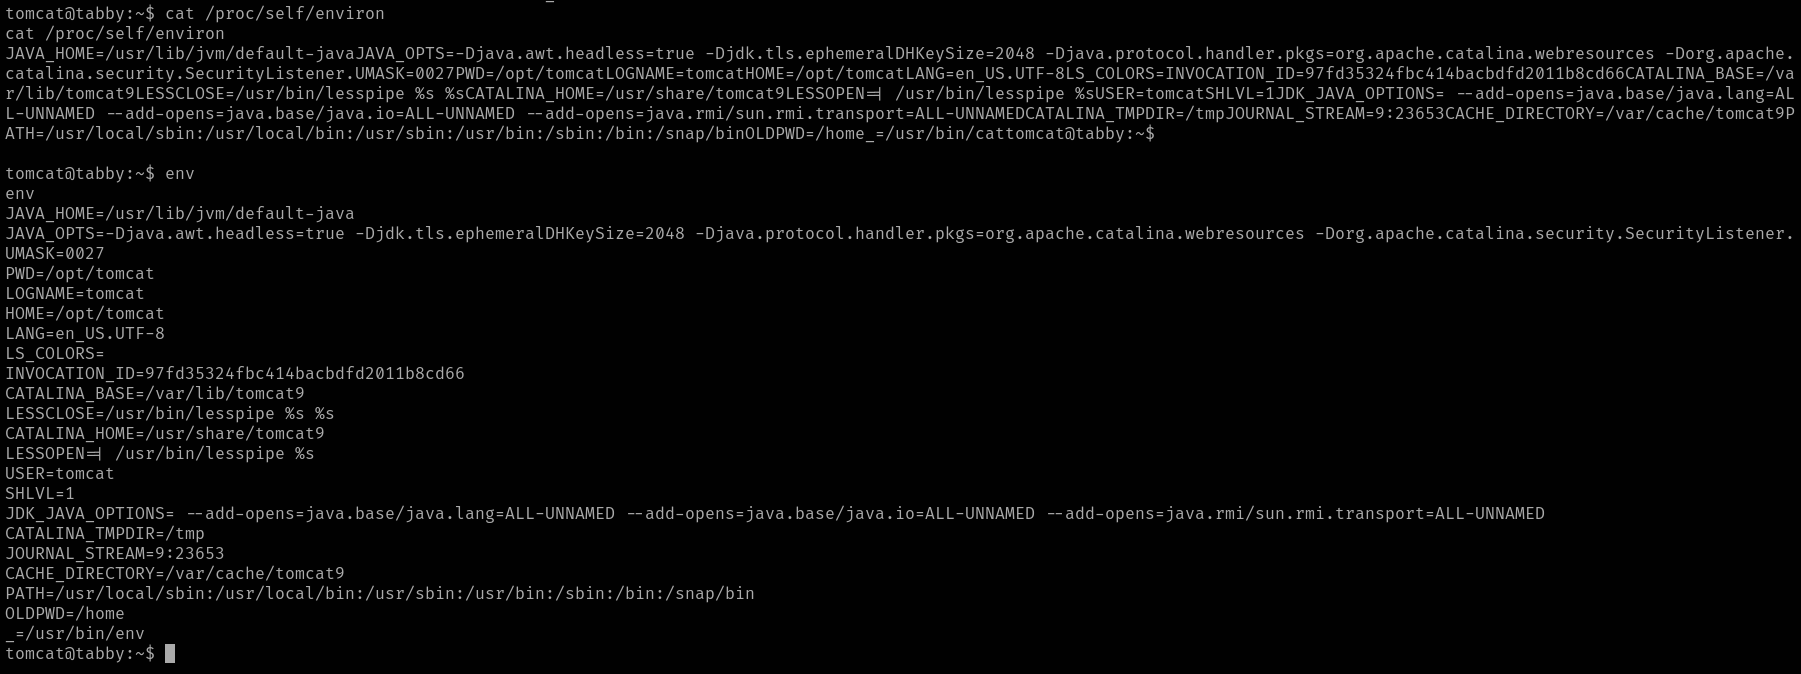 tomcat@tabby:~$ cat /proc/self/environ
cat /proc/self/environ
JAVA_HOME=/usr/lib/jvm/default-javaJAVA_OPTS=-Djava.awt.headless=true -Djdk.tls.ephemeralDHKeySize=2048 -Djava.protocol.handler.pkgs=org.apache.catalina.webresources -Dorg.apache.
catalina.security.SecurityListener.UMASK=0027PWD=/opt/tomcatLOGNAME=tomcatHOME=/opt/tomcatLANG=en_US.UTF-8LS_COLORS=INVOCATION_ID=97fd35324fbc414bacbdfd2011b8cd66CATALINA_BASE=/va
r/lib/tomcat9LESSCLOSE=/usr/bin/lesspipe %s %sCATALINA_HOME=/usr/share/tomcat9LESSOPEN=| /usr/bin/lesspipe %sUSER=tomcatSHLVL=1JDK_JAVA_OPTIONS= --add-opens=java.base/java.lang=AL
L-UNNAMED --add-opens=java.base/java.io=ALL-UNNAMED --add-opens=java.rmi/sun.rmi.transport=ALL-UNNAMEDCATALINA_TMPDIR=/tmpJOURNAL_STREAM=9:23653CACHE_DIRECTORY=/var/cache/tomcat9P
ATH=/usr/local/sbin:/usr/local/bin:/usr/sbin:/usr/bin:/sbin:/bin:/snap/binOLDPWD=/home_=/usr/bin/cattomcat@tabby:~$
tomcat@tabby:~$ env
env
JAVA_HOME=/usr/lib/jvm/default-java
JAVA_OPTS=-Djava.awt.headless=true -Djdk.tls.ephemeralDHKeySize=2048 -Djava.protocol.handler.pkgs=org.apache.catalina.webresources -Dorg.apache.catalina.security.SecurityListener.
UMASK=0027
PWD=/opt/tomcat
LOGNAME=tomcat
HOME=/opt/tomcat
LANG=en_US.UTF-8
LS_COLORS=
INVOCATION_ID=97fd35324fbc414bacbdfd2011b8cd66
CATALINA_BASE=/var/lib/tomcat9
LESSCLOSE=/usr/bin/lesspipe %s %s
CATALINA_HOME=/usr/share/tomcat9
LESSOPEN=| /usr/bin/lesspipe %s
USER=tomcat
SHLVL=1
JDK_JAVA_OPTIONS= --add-opens=java.base/java.lang=ALL-UNNAMED --add-opens=java.base/java.io=ALL-UNNAMED --add-opens=java.rmi/sun.rmi.transport=ALL-UNNAMED
CATALINA_TMPDIR=/tmp
JOURNAL_STREAM=9:23653
CACHE_DIRECTORY=/var/cache/tomcat9
PATH=/usr/local/sbin:/usr/local/bin:/usr/sbin:/usr/bin:/sbin:/bin:/snap/bin
OLDPWD=/home
_=/usr/bin/env
tomcat@tabby:~$